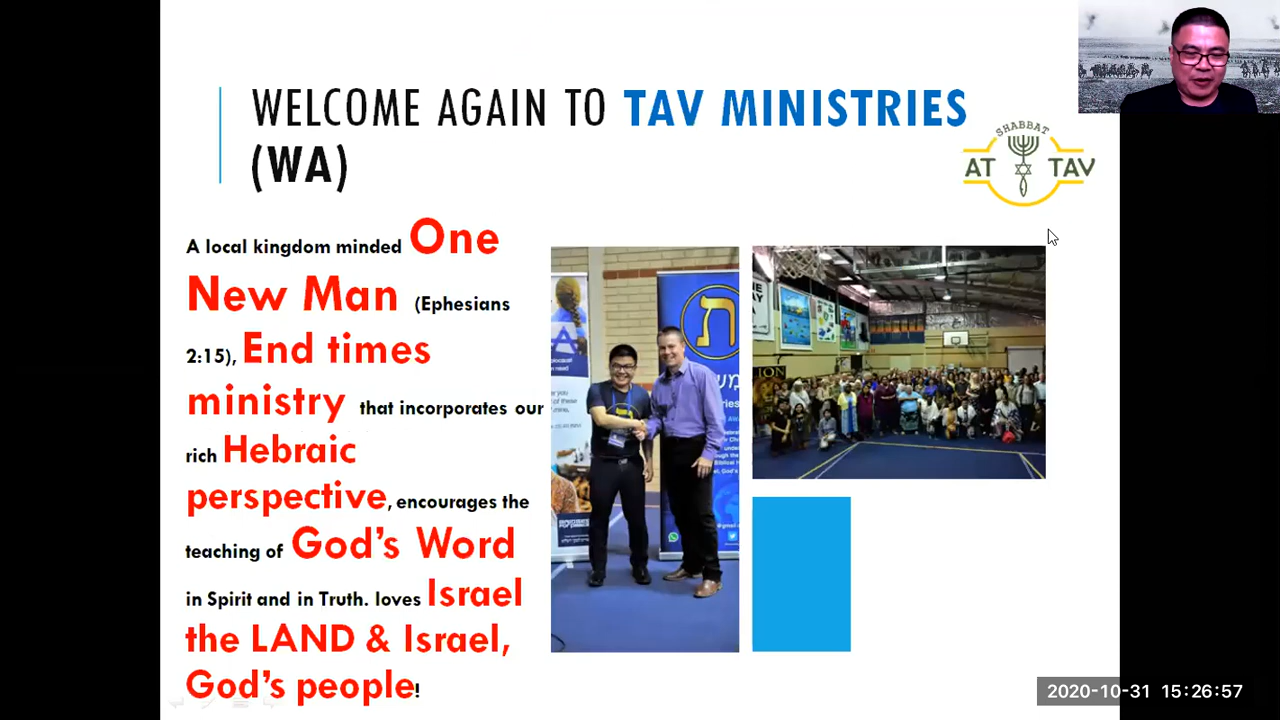 WELCOME AGAIN TO TAV MINISTRIES
(WA)
SHABBAT
AT TAV
A local kingdom minded One
New Man (Ephesians
2:15), End times
ministry that incorporates our
rich Hebraic
perspective, encourages the
teaching of God's Word
in Spirit and in Truth. loves Israel
the LAND & Israel,
God's people!
ת
LION
2020-10-31 15:26:57